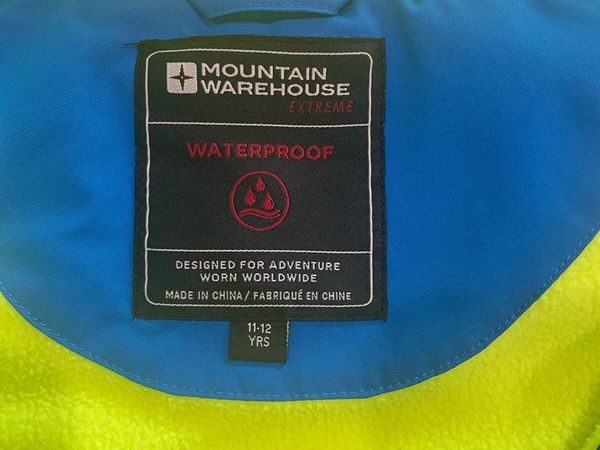 MOUNTAIN
WAREHOUSE
EXTREME
WATERPROOF
DESIGNED FOR ADVENTURE
WORN WORLDWIDE
MADE IN CHINA / FABRIQUÉ EN CHINE
11-12
YRS